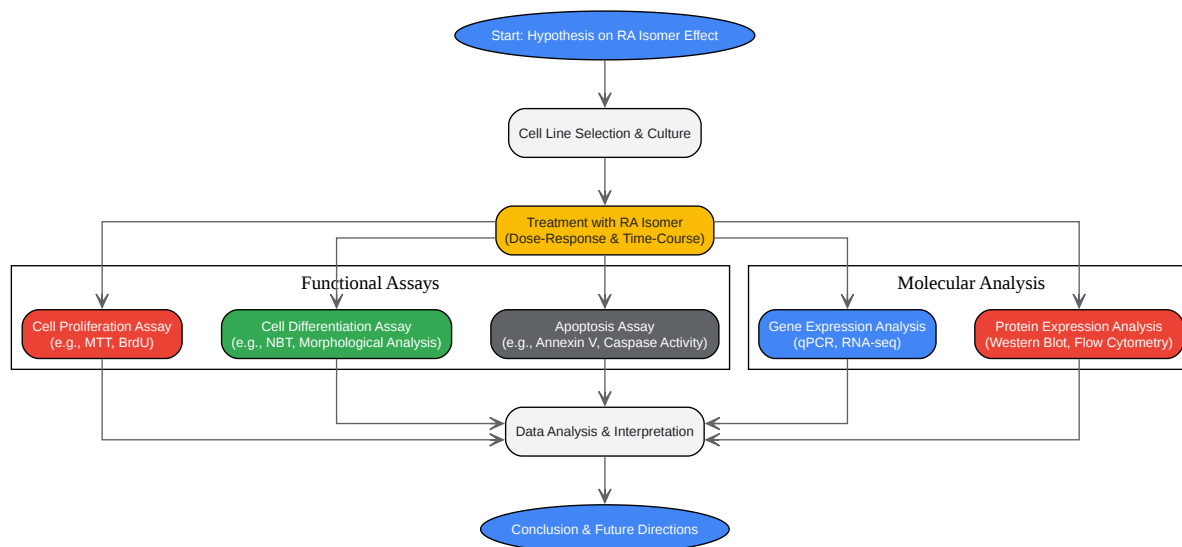 Start: Hypothesis on RA Isomer Effect
Cell Line Selection & Culture
Treatment with RA Isomer
(Dose-Response & Time-Course)
Functional Assays
Molecular Analysis
Cell Proliferation Assay
(e.g., MTT, BrdU)
Cell Differentiation Assay
(e.g., NBT, Morphological Analysis)
Apoptosis Assay
(e.g., Annexin V, Caspase Activity)
Gene Expression Analysis
(qPCR, RNA-seq)
Protein Expression Analysis
(Western Blot, Flow Cytometry)
Data Analysis & Interpretation
Conclusion & Future Directions